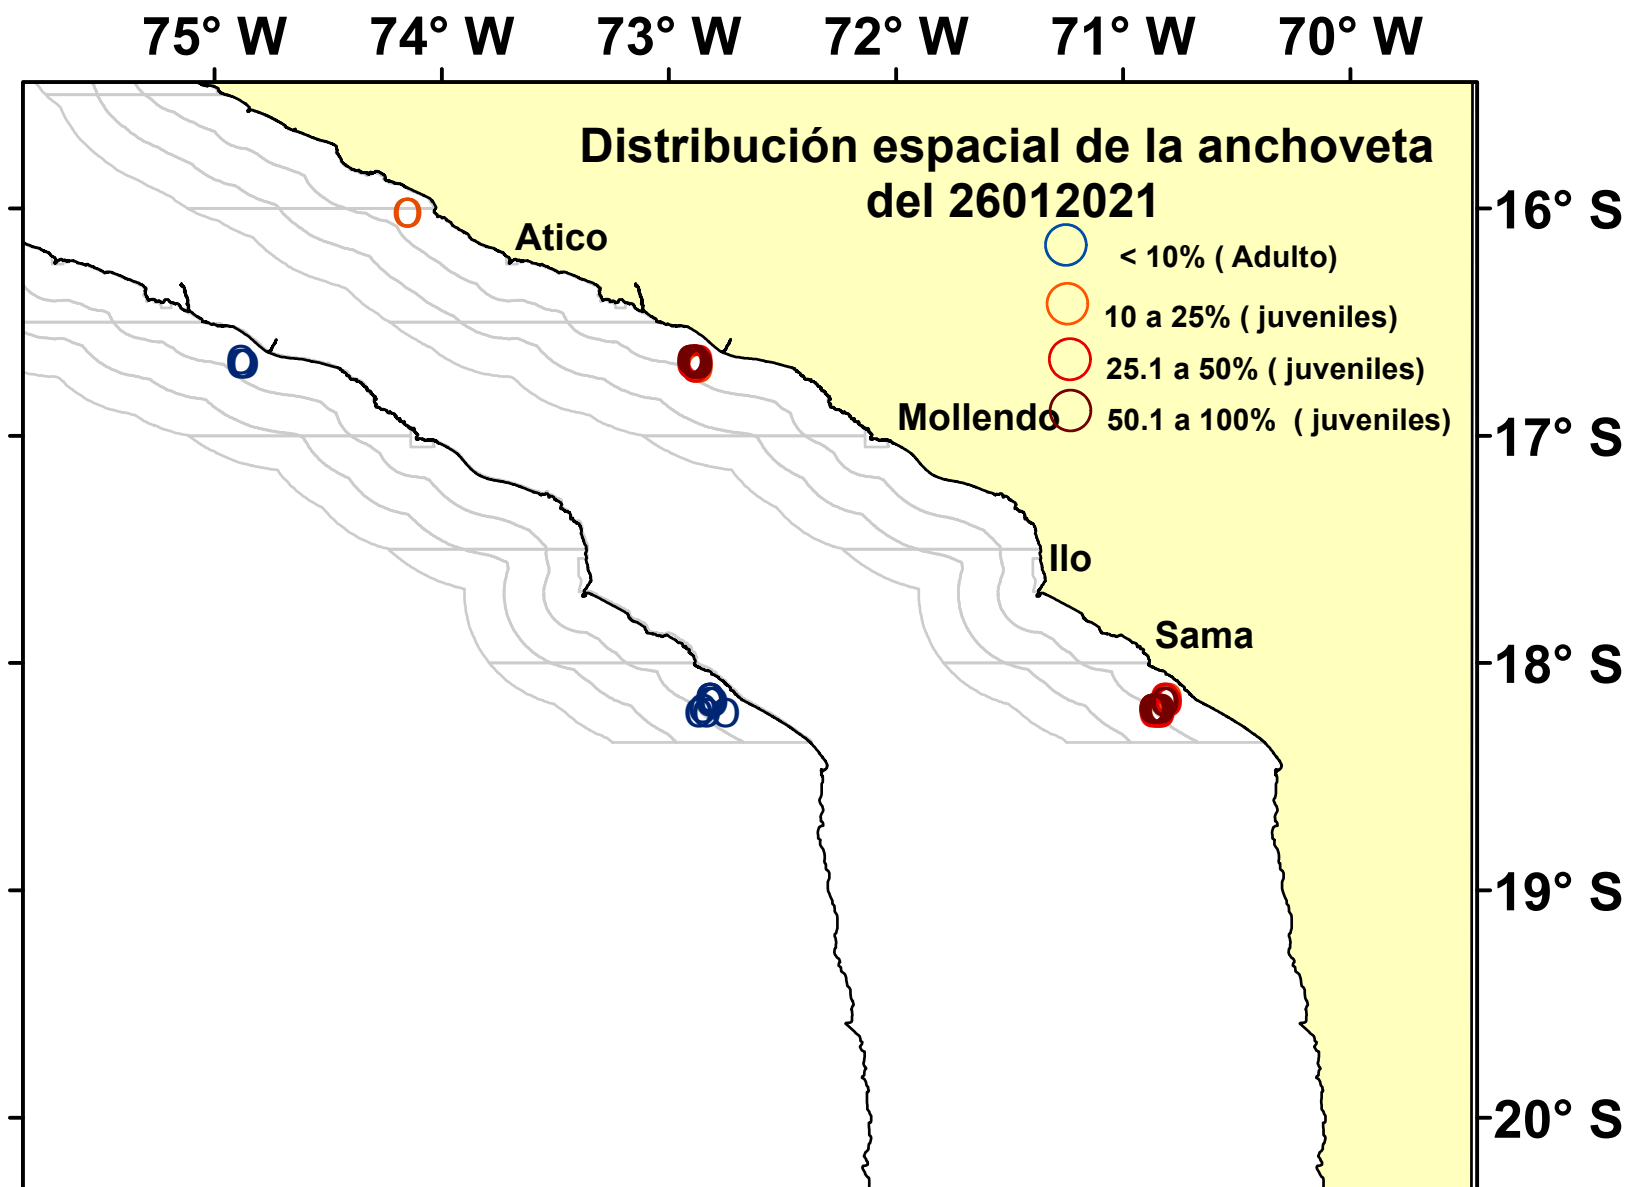 75° W 74° W 73° W 72° W 71° W 70° W
Distribución espacial de la anchoveta
del 26012021
16° S
Atico
< 10% ( Adulto)
10 a 25% ( juveniles)
25.1 a 50% ( juveniles)
Mollendo
50.1 a 100% ( juveniles)
17° S
Ilo
Sama
18° S
19° S
20° S